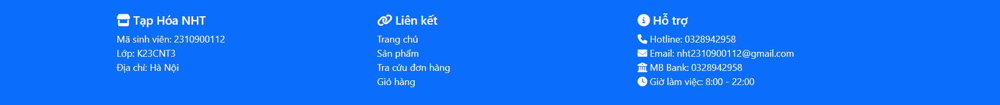 Tạp Hóa NHT
Mã sinh viên: 2310900112
Lớp: K23CNT3
Địa chỉ: Hà Nội
Liên kết
Trang chủ
Sản phẩm
Tra cứu đơn hàng
Giỏ hàng
Hỗ trợ
Hotline: 0328942958
Email: nht2310900112@gmail.com
MB Bank: 0328942958
Giờ làm việc: 8:00 - 22:00